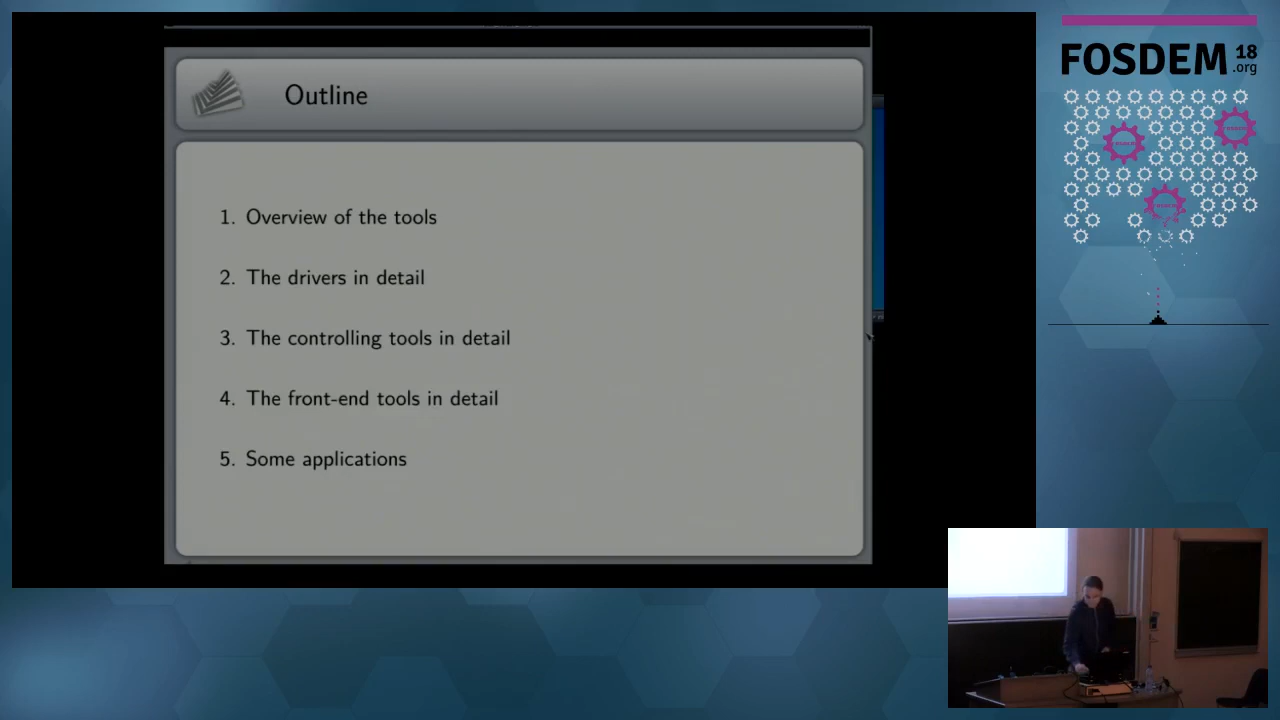 Outline
1. Overview of the tools
2. The drivers in detail
3. The controlling tools in detail
4. The front-end tools in detail
5. Some applications
FOSDEM 18
.org